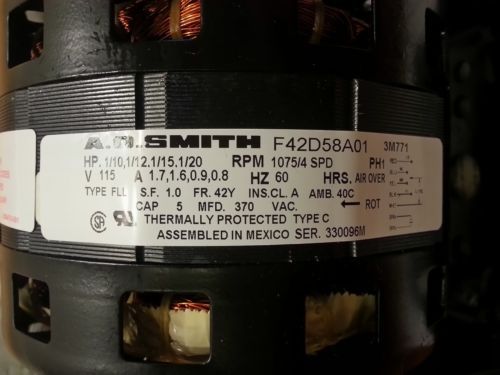 A.O.SMITH F42D58A01 3M771
HP. 1/10,1/12,1/15,1/20 RPM 1075/4 SPD PH1
V 115 A 1.7,1.6,0.9,0.8 HZ 60 HRS. AIR OVER
TYPE FLL S.F. 1.0 FR. 42Y INS.CL. A AMB. 40C
CAP 5 MFD. 370 VAC. ROT
THERMALLY PROTECTED TYPE C
ASSEMBLED IN MEXICO SER. 330096M